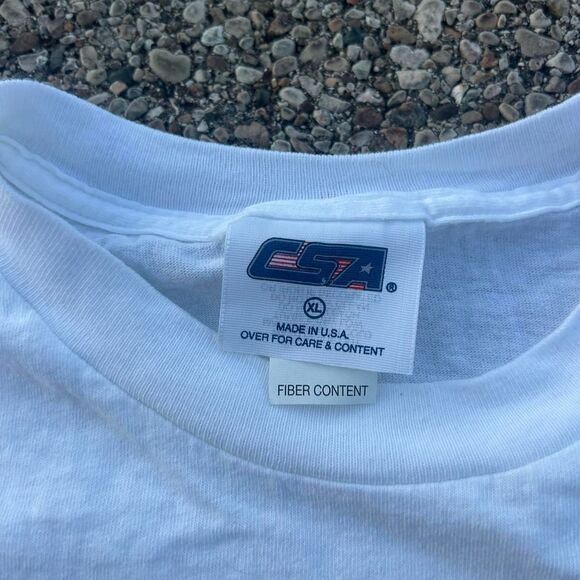 CSA ®
XL
MADE IN U.S.A.
OVER FOR CARE & CONTENT
FIBER CONTENT